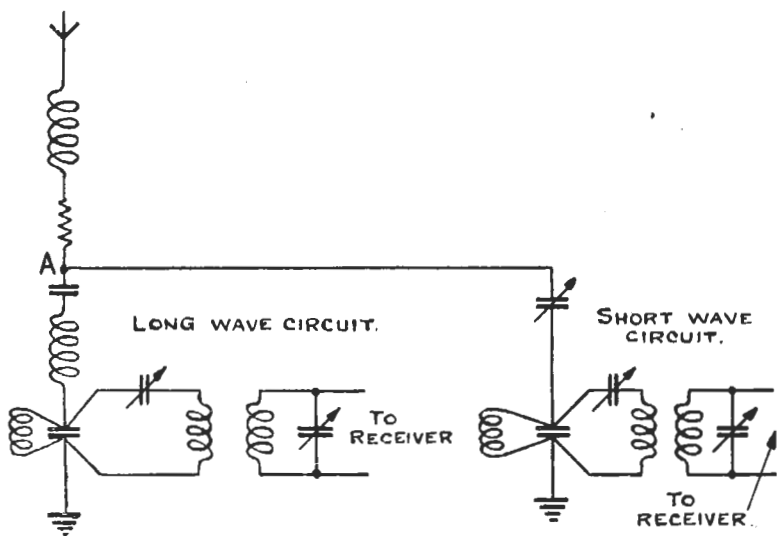 A
LONG WAVE CIRCUIT.
SHORT WAVE
CIRCUIT.
TO
RECEIVER
TO
RECEIVER.